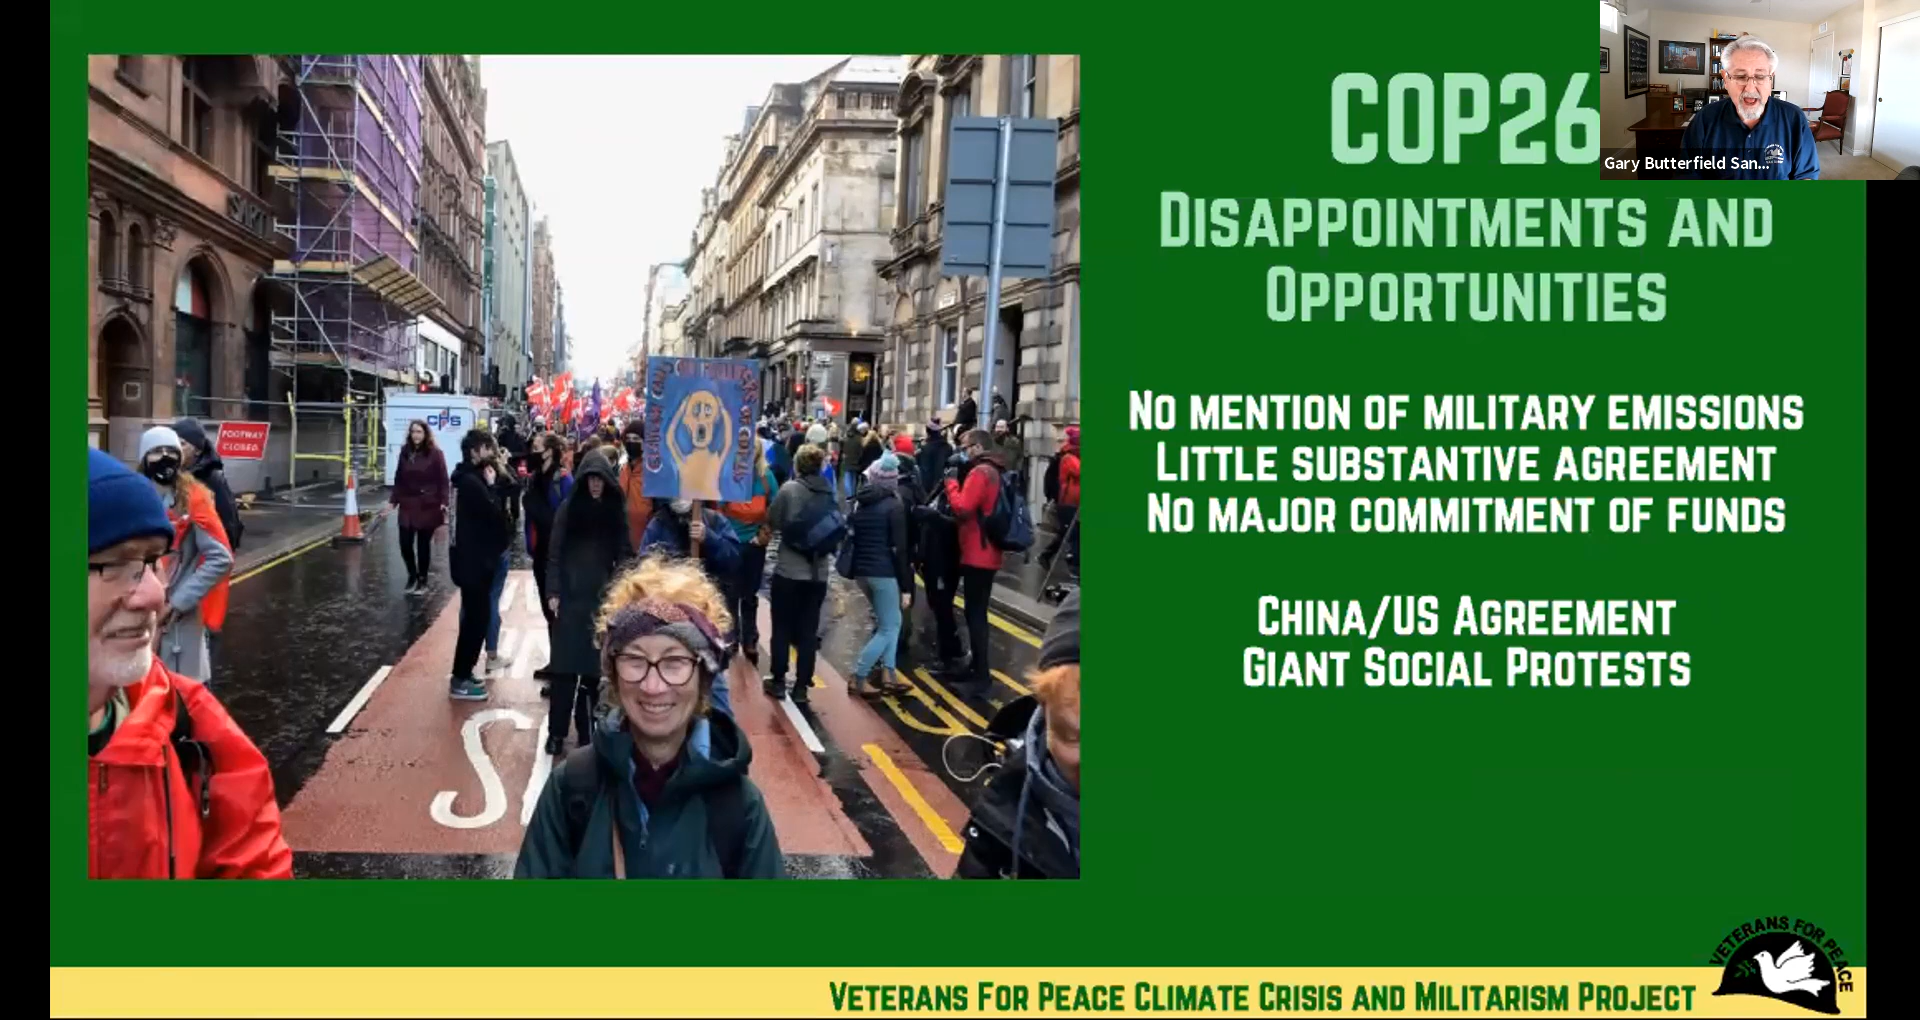 COP26
DISAPPOINTMENTS AND
OPPORTUNITIES
NO MENTION OF MILITARY EMISSIONS
LITTLE SUBSTANTIVE AGREEMENT
NO MAJOR COMMITMENT OF FUNDS
CHINA/US AGREEMENT
GIANT SOCIAL PROTESTS
Gary Butterfield San...
FOOTWAY
CLOSED
VETERANS FOR PEACE
VETERANS FOR PEACE CLIMATE CRISIS AND MILITARISM PROJECT